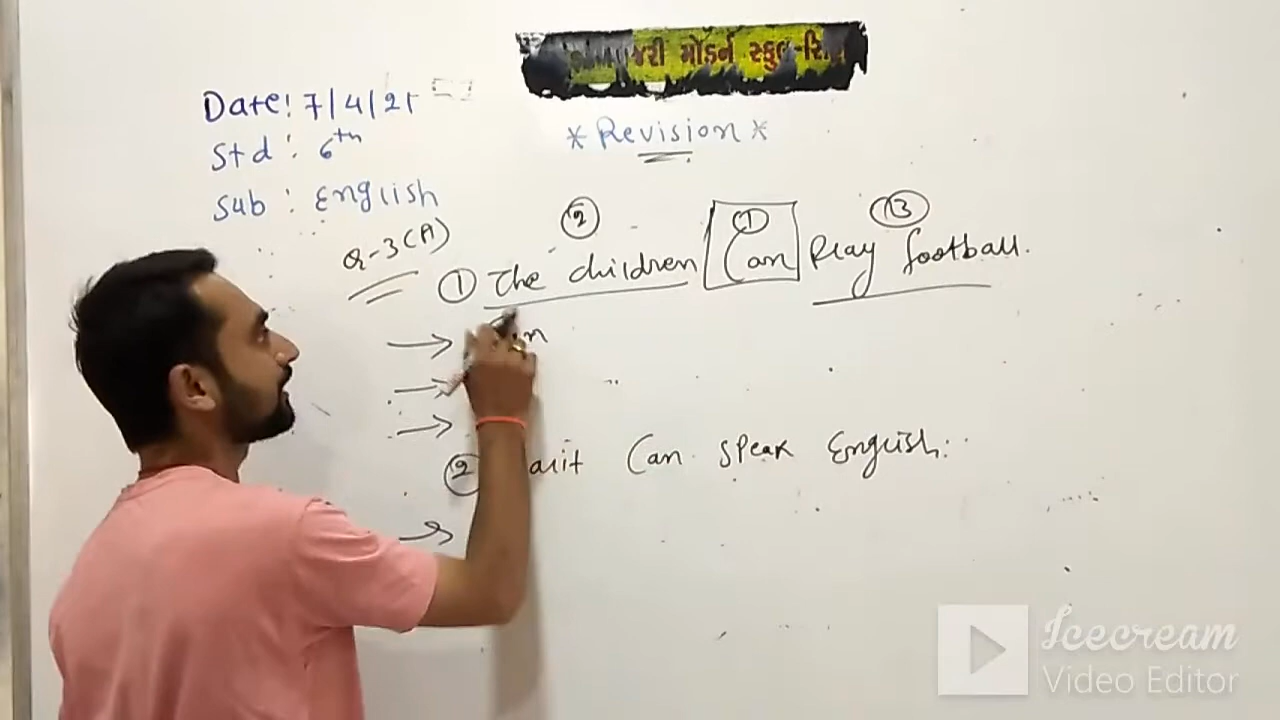 મોડર્ન સ્કુલ
Date: 7/4/21
Std : 6th
Sub : English
* Revision *
Q-3 (A)
② ① ③
① The children Can Play football.
② Can Speak English.
Icecream
Video Editor